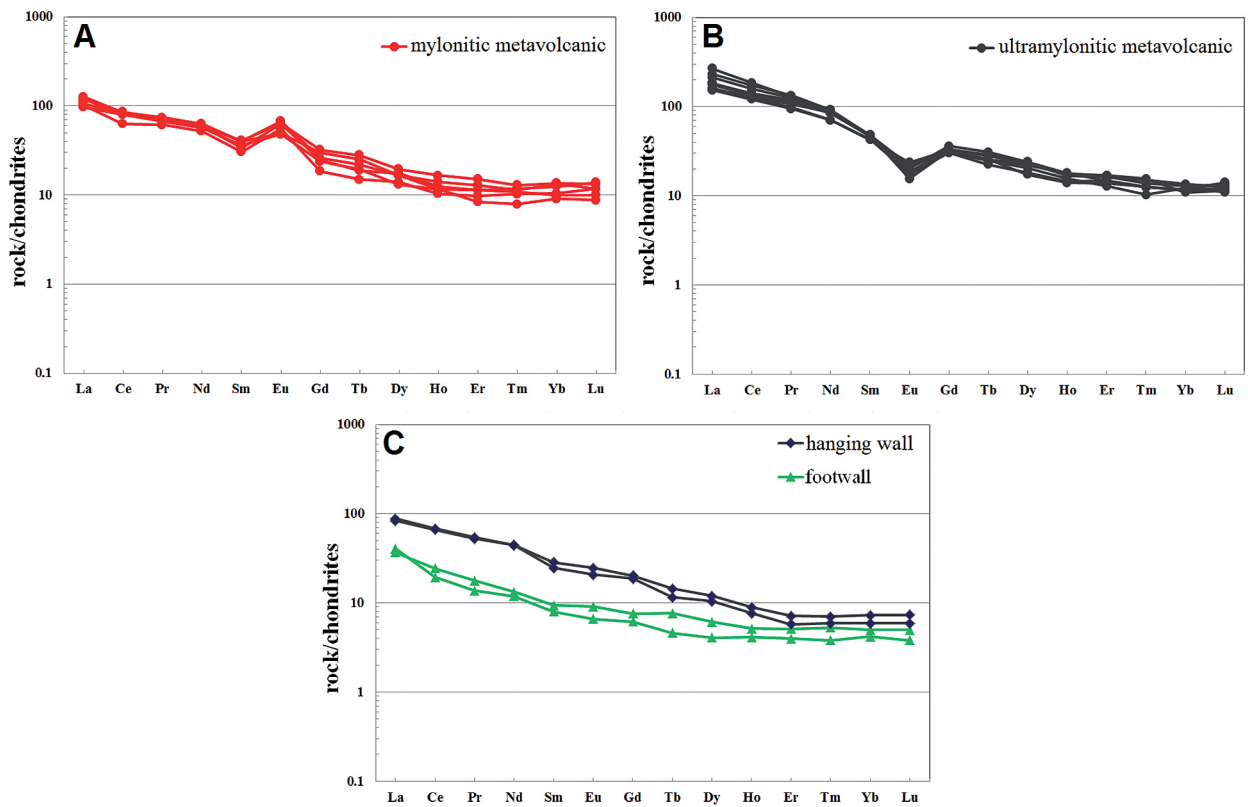 A
mylonitic metavolcanic
rock/chondrites
1000
100
10
1
0.1
La Ce Pr Nd Sm Eu Gd Tb Dy Ho Er Tm Yb Lu
B
ultramylonitic metavolcanic
rock/chondrites
1000
100
10
1
0.1
La Ce Pr Nd Sm Eu Gd Tb Dy Ho Er Tm Yb Lu
C
hanging wall
footwall
rock/chondrites
1000
100
10
1
0.1
La Ce Pr Nd Sm Eu Gd Tb Dy Ho Er Tm Yb Lu